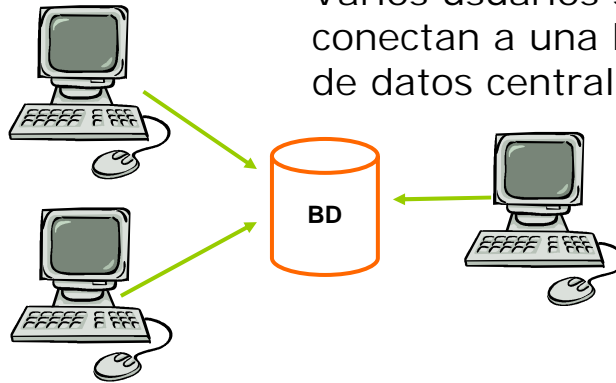 Varios usuarios
conectan a una
de datos central
BD